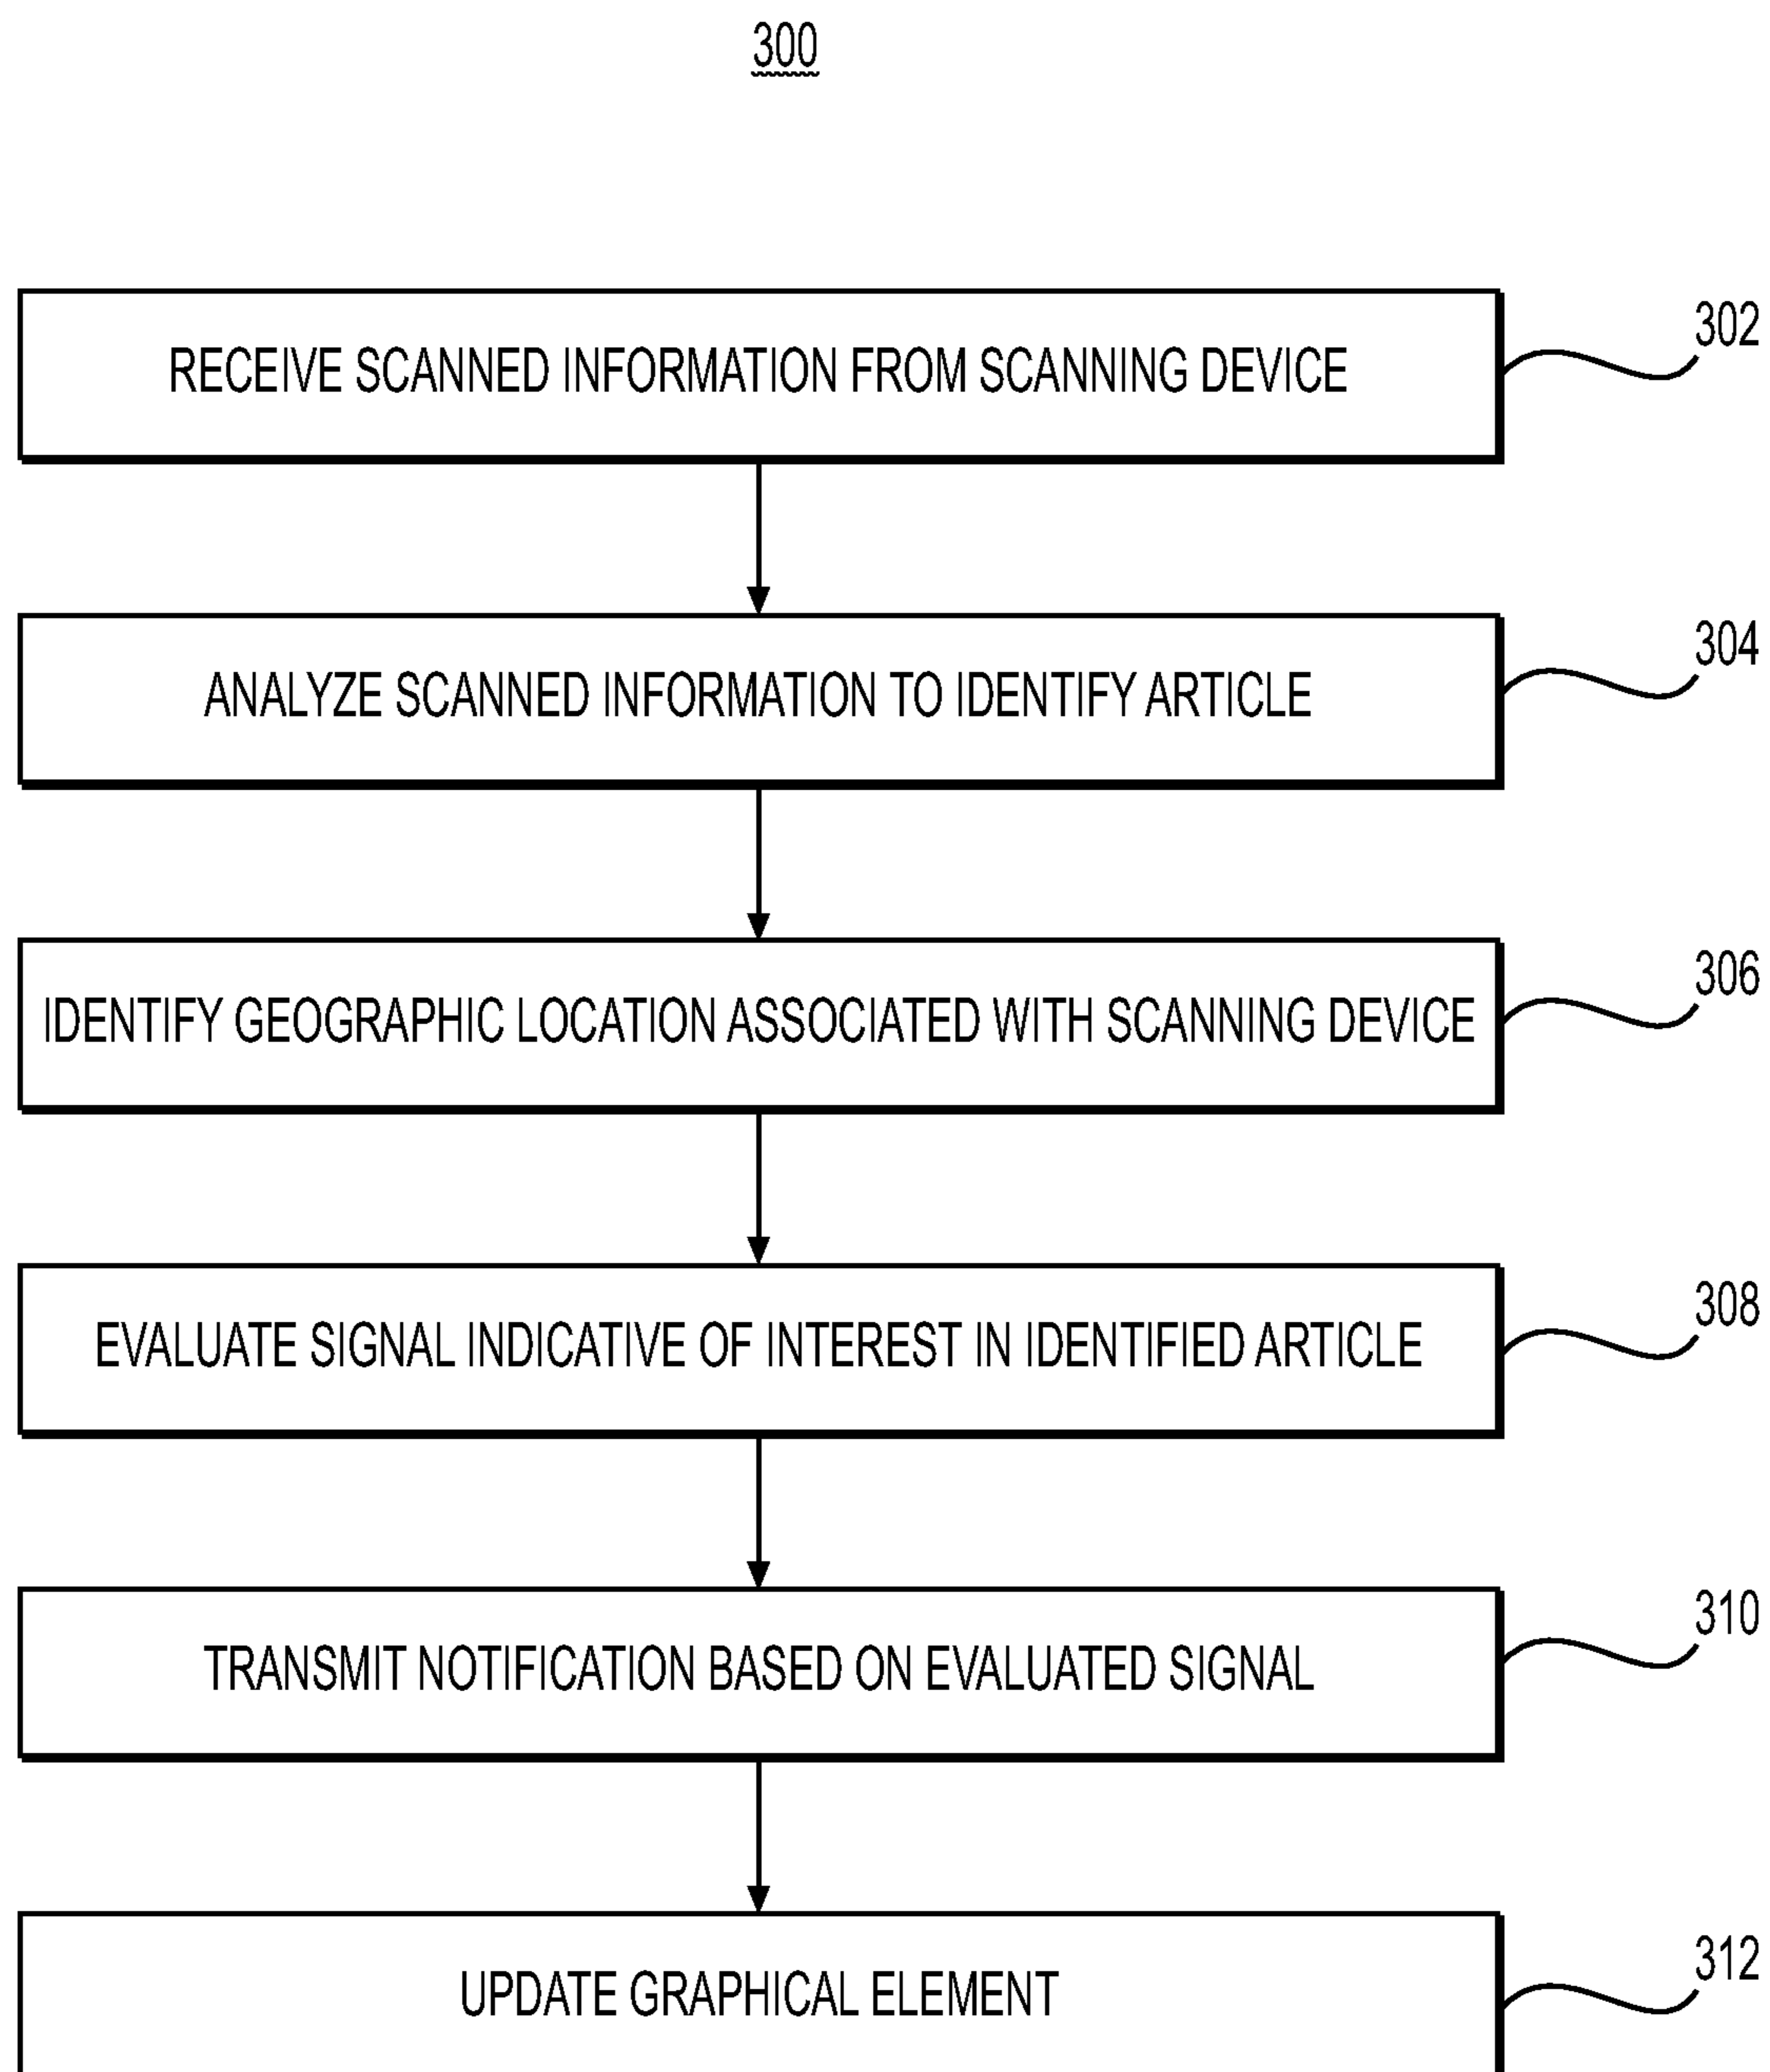 300
RECEIVE SCANNED INFORMATION FROM SCANNING DEVICE
302
ANALYZE SCANNED INFORMATION TO IDENTIFY ARTICLE
304
IDENTIFY GEOGRAPHIC LOCATION ASSOCIATED WITH SCANNING DEVICE
306
EVALUATE SIGNAL INDICATIVE OF INTEREST IN IDENTIFIED ARTICLE
308
TRANSMIT NOTIFICATION BASED ON EVALUATED SIGNAL
310
UPDATE GRAPHICAL ELEMENT
312